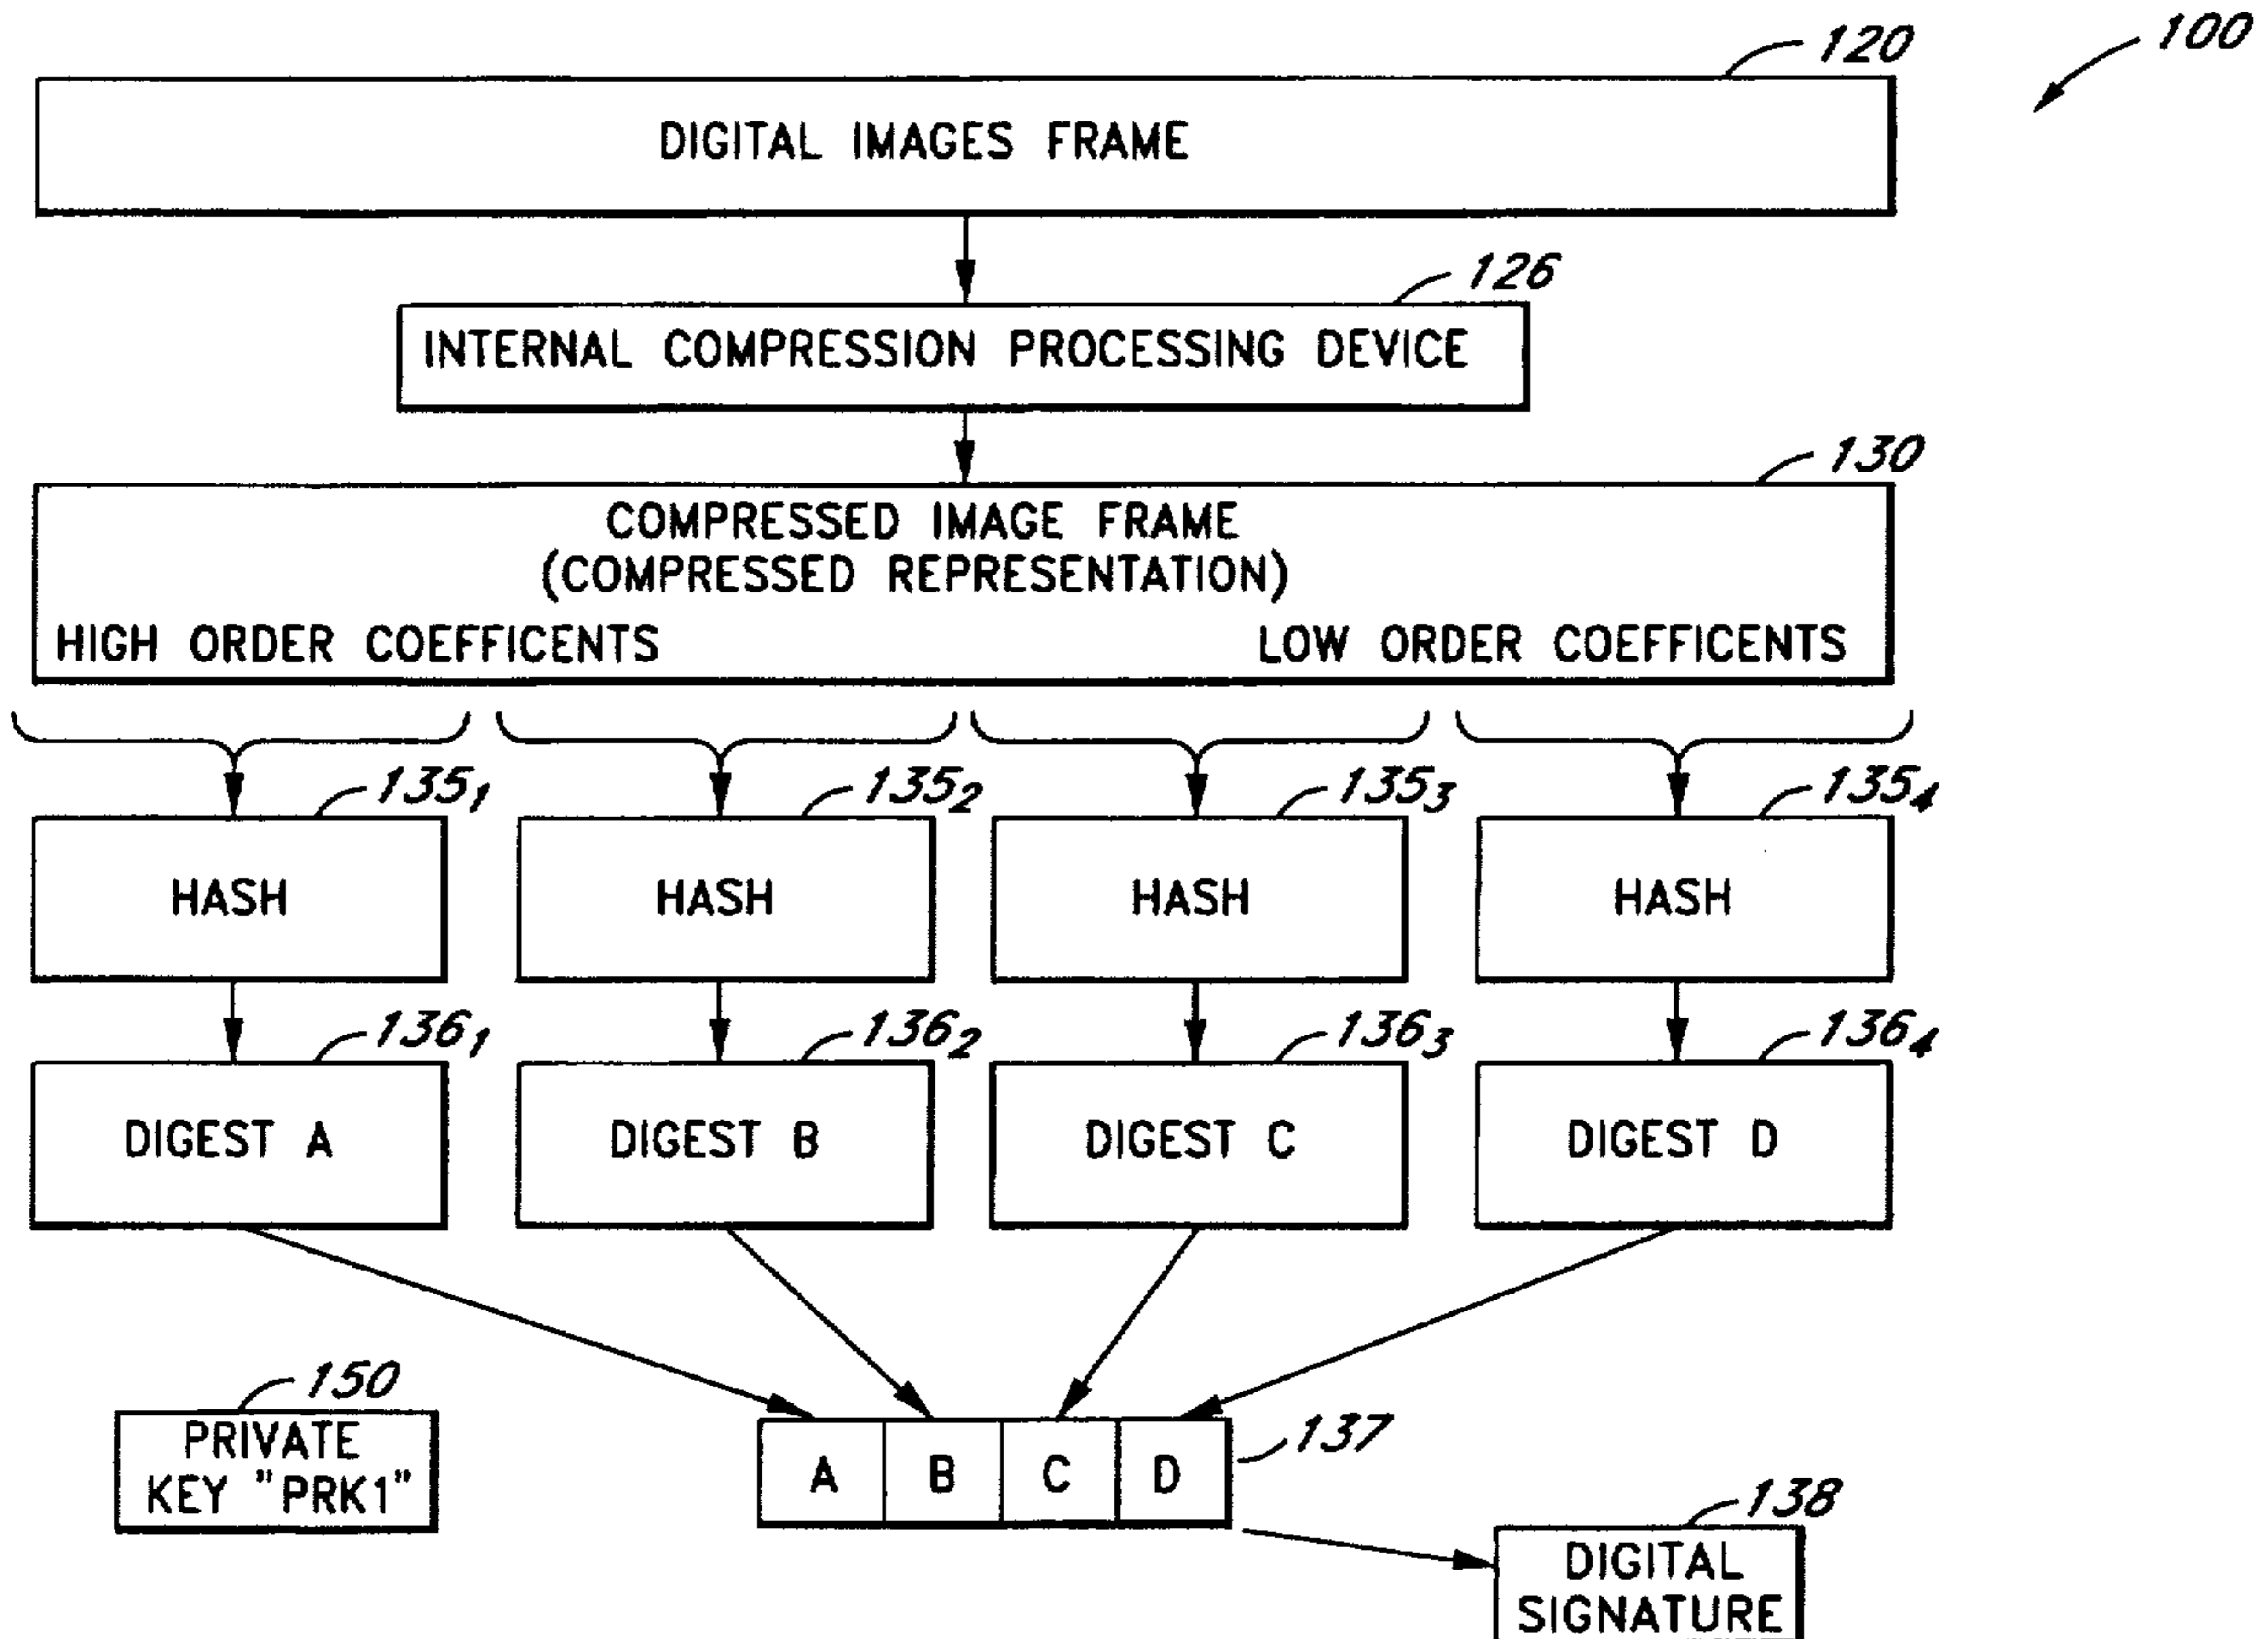 100
120
DIGITAL IMAGES FRAME
126
INTERNAL COMPRESSION PROCESSING DEVICE
130
COMPRESSED IMAGE FRAME
(COMPRESSED REPRESENTATION)
HIGH ORDER COEFFICENTS
LOW ORDER COEFFICENTS
135₁
135₂
135₃
135₄
HASH
HASH
HASH
HASH
136₁
136₂
136₃
136₄
DIGEST A
DIGEST B
DIGEST C
DIGEST D
150
PRIVATE
KEY "PRK1"
A
B
C
D
137
138
DIGITAL
SIGNATURE